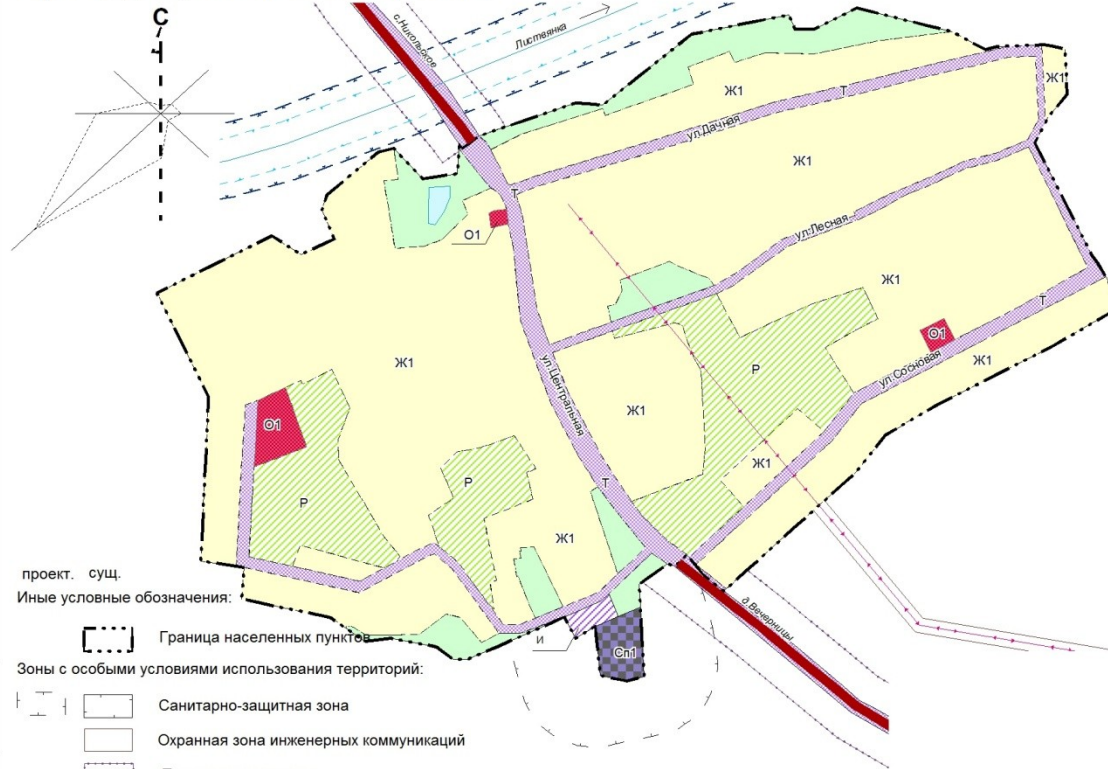 С
с.Никольское
Листвянка
Ж1
Ж1
Т
ул.Дачная
Ж1
Т
О1
ул.Лесная
Ж1
Т
О1
Ж1
ул.Сосновая
Ж1
ул.Центральная
Р
Ж1
О1
Ж1
Р
Р
Т
Ж1
д.Вечерницы
И
Сп1
проект. сущ.
Иные условные обозначения:
Граница населенных пунктов
Зоны с особыми условиями использования территорий:
Санитарно-защитная зона
Охранная зона инженерных коммуникаций